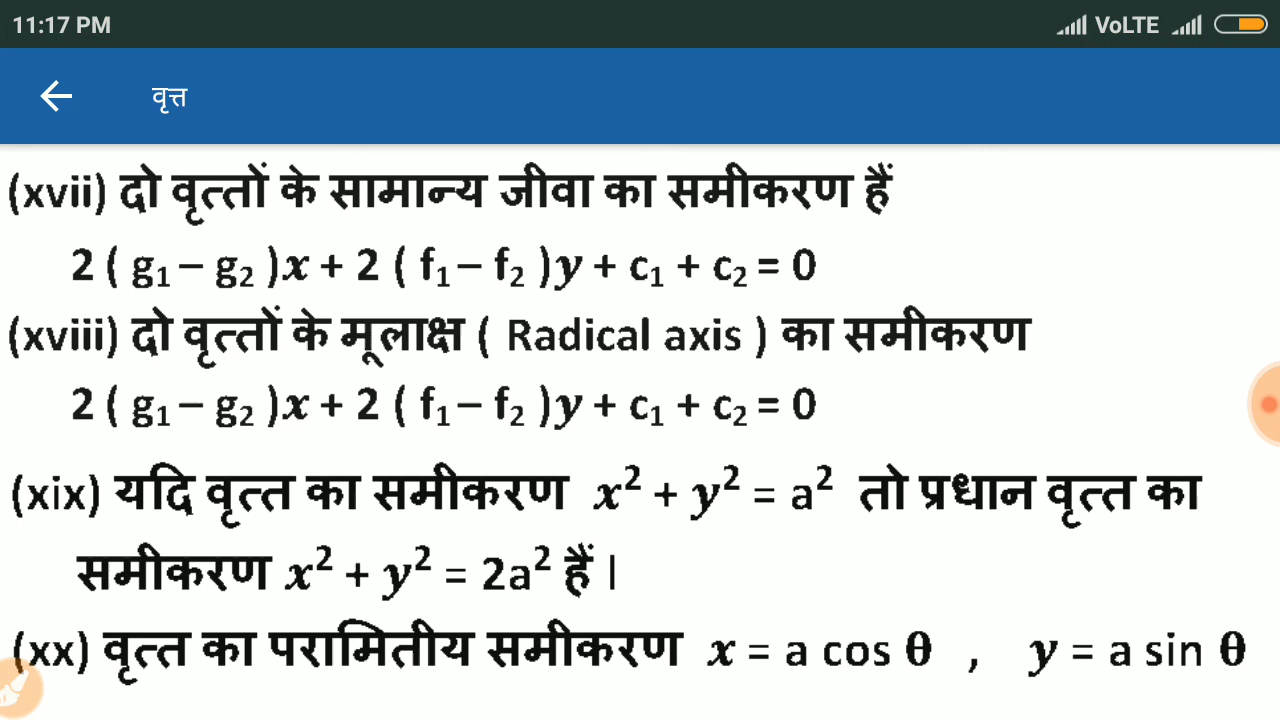 11:17 PM VoLTE
वृत्त
(xvii) दो वृत्तों के सामान्य जीवा का समीकरण हैं
2 ( g₁ – g₂ )x + 2 ( f₁ – f₂ )y + c₁ + c₂ = 0
(xviii) दो वृत्तों के मूलाक्ष ( Radical axis ) का समीकरण
2 ( g₁ – g₂ )x + 2 ( f₁ – f₂ )y + c₁ + c₂ = 0
(xix) यदि वृत्त का समीकरण x² + y² = a² तो प्रधान वृत्त का
समीकरण x² + y² = 2a² हैं।
(xx) वृत्त का परामितीय समीकरण x = a cos θ , y = a sin θ